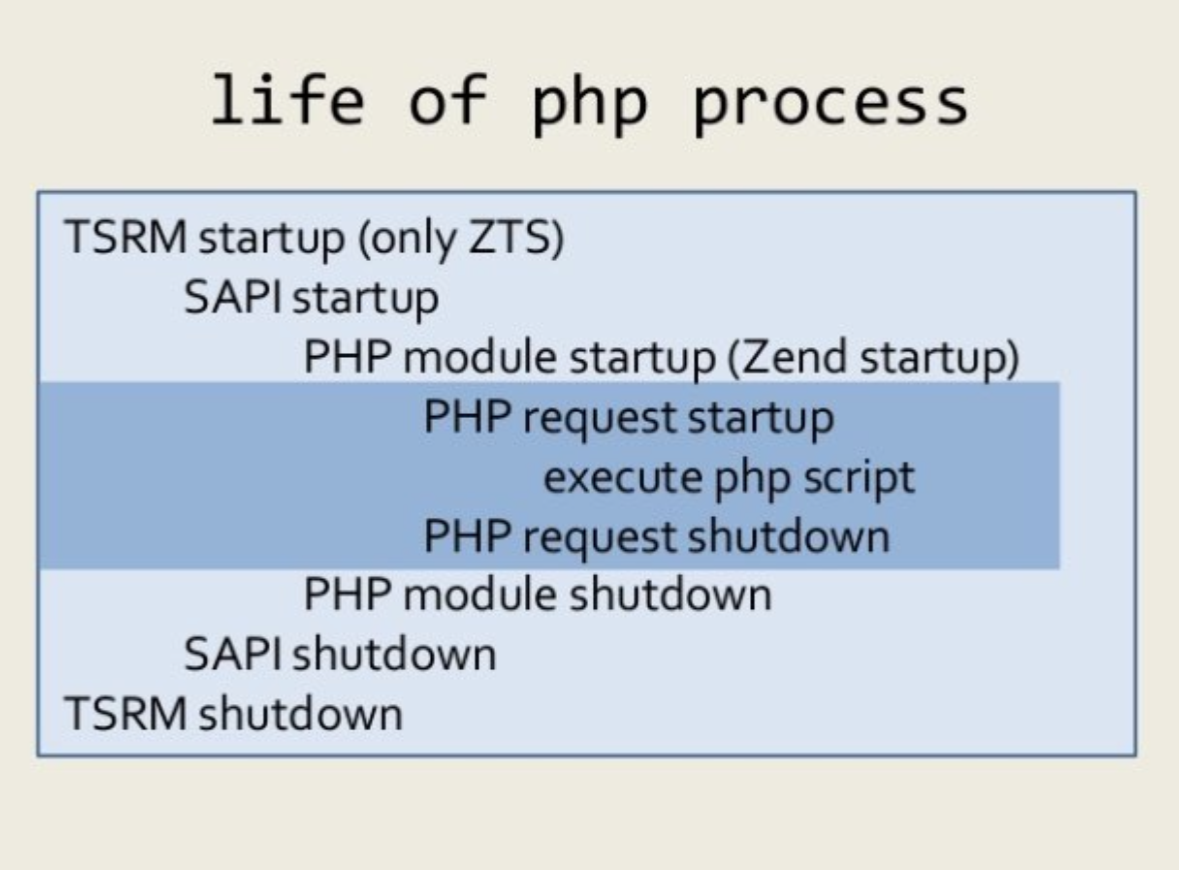 life of php process
TSRM startup (only ZTS)
SAPI startup
PHP module startup (Zend startup)
PHP request startup
execute php script
PHP request shutdown
PHP module shutdown
SAPI shutdown
TSRM shutdown